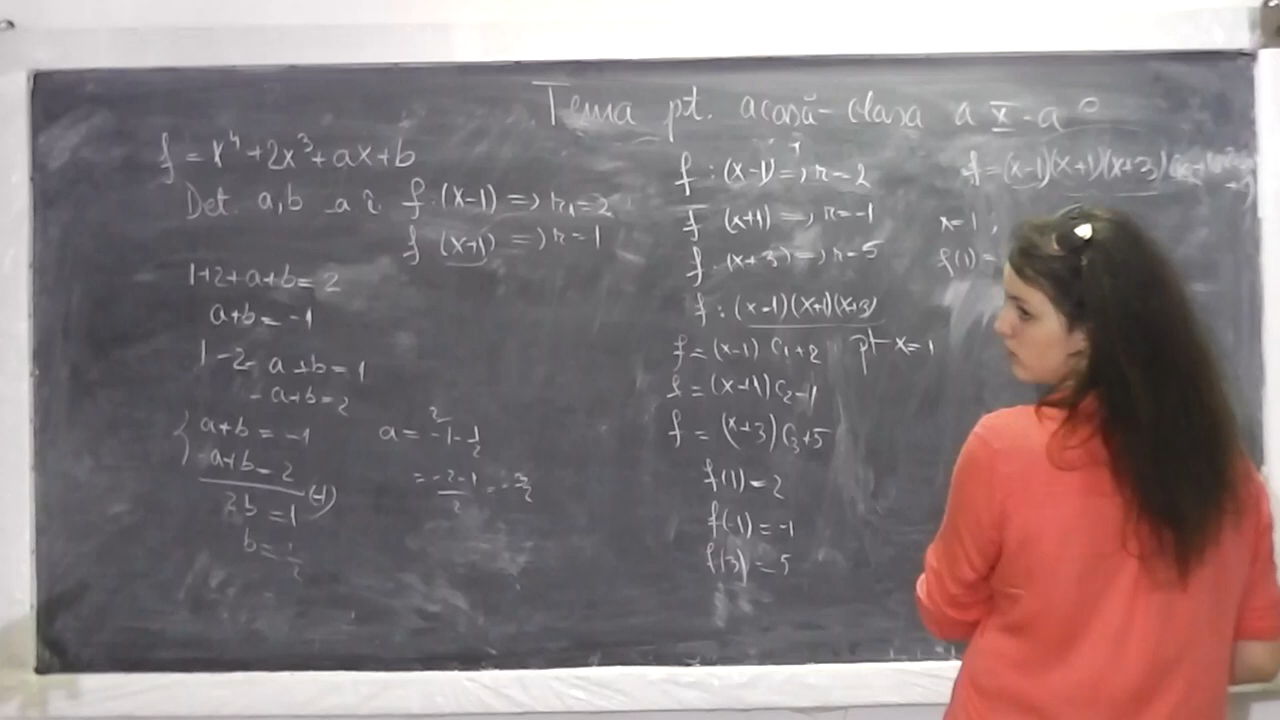 Tema pt. acasă - clasa a X-a
f = x⁴ + 2x³ + ax + b
Det. a,b a î. f : (x-1) => r₁ = 2
f (x+1) => r = 1
1+2+a+b = 2
a+b = -1
1-2-a+b = 1
-a+b = 2
a+b = -1
-a+b = 2
2b = 1
b = 1/2
a = -1 - 1/2
= (-2-1)/2 = -3/2
f : (x-1) => r = 2
f (x+1) => r = -1
f : (x+3) => r = 5
f : (x-1)(x+1)(x+3)
f = (x-1) C₁+2 pt x=1
f = (x+1) C₂-1
f = (x+3) C₃+5
f(1) = 2
f(-1) = -1
f(3) = 5
f = (x-1)(x+1)(x+3)
x=1 ;
f(1) =